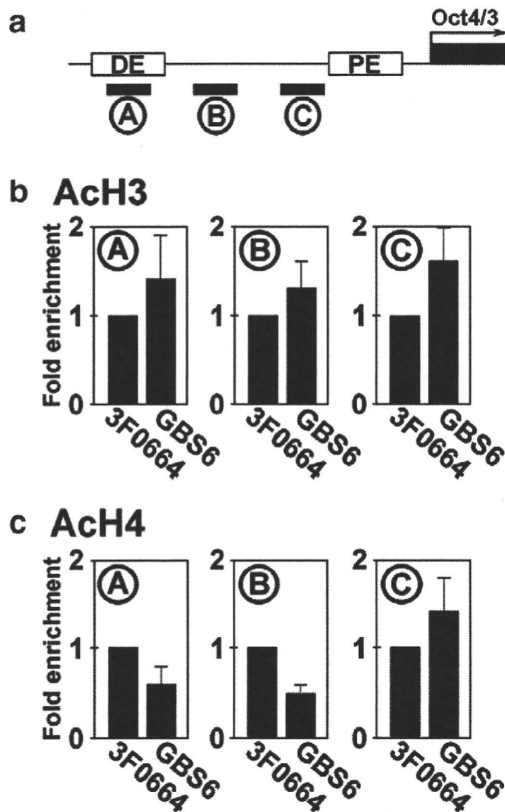 a
Oct4/3
DE PE
A B C
b AcH3
Fold enrichment
2 2 2
A B C
1 1 1
0 0 0
3F0664 GBS6 3F0664 GBS6 3F0664 GBS6
c AcH4
Fold enrichment
2 2 2
A B C
1 1 1
0 0 0
3F0664 GBS6 3F0664 GBS6 3F0664 GBS6